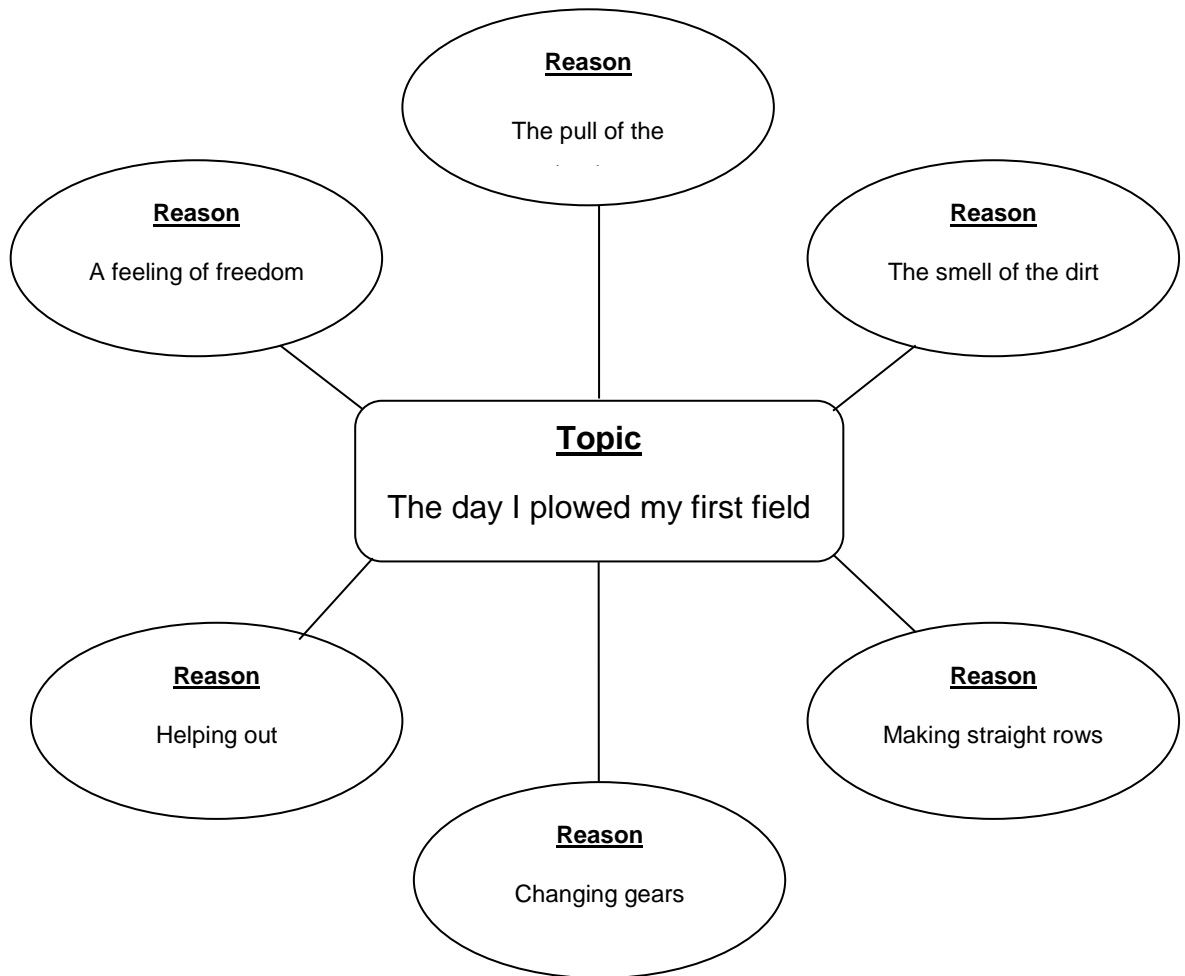 Reason
The pull of the
Reason
A feeling of freedom
Reason
The smell of the dirt
Topic
The day I plowed my first field
Reason
Helping out
Reason
Making straight rows
Reason
Changing gears